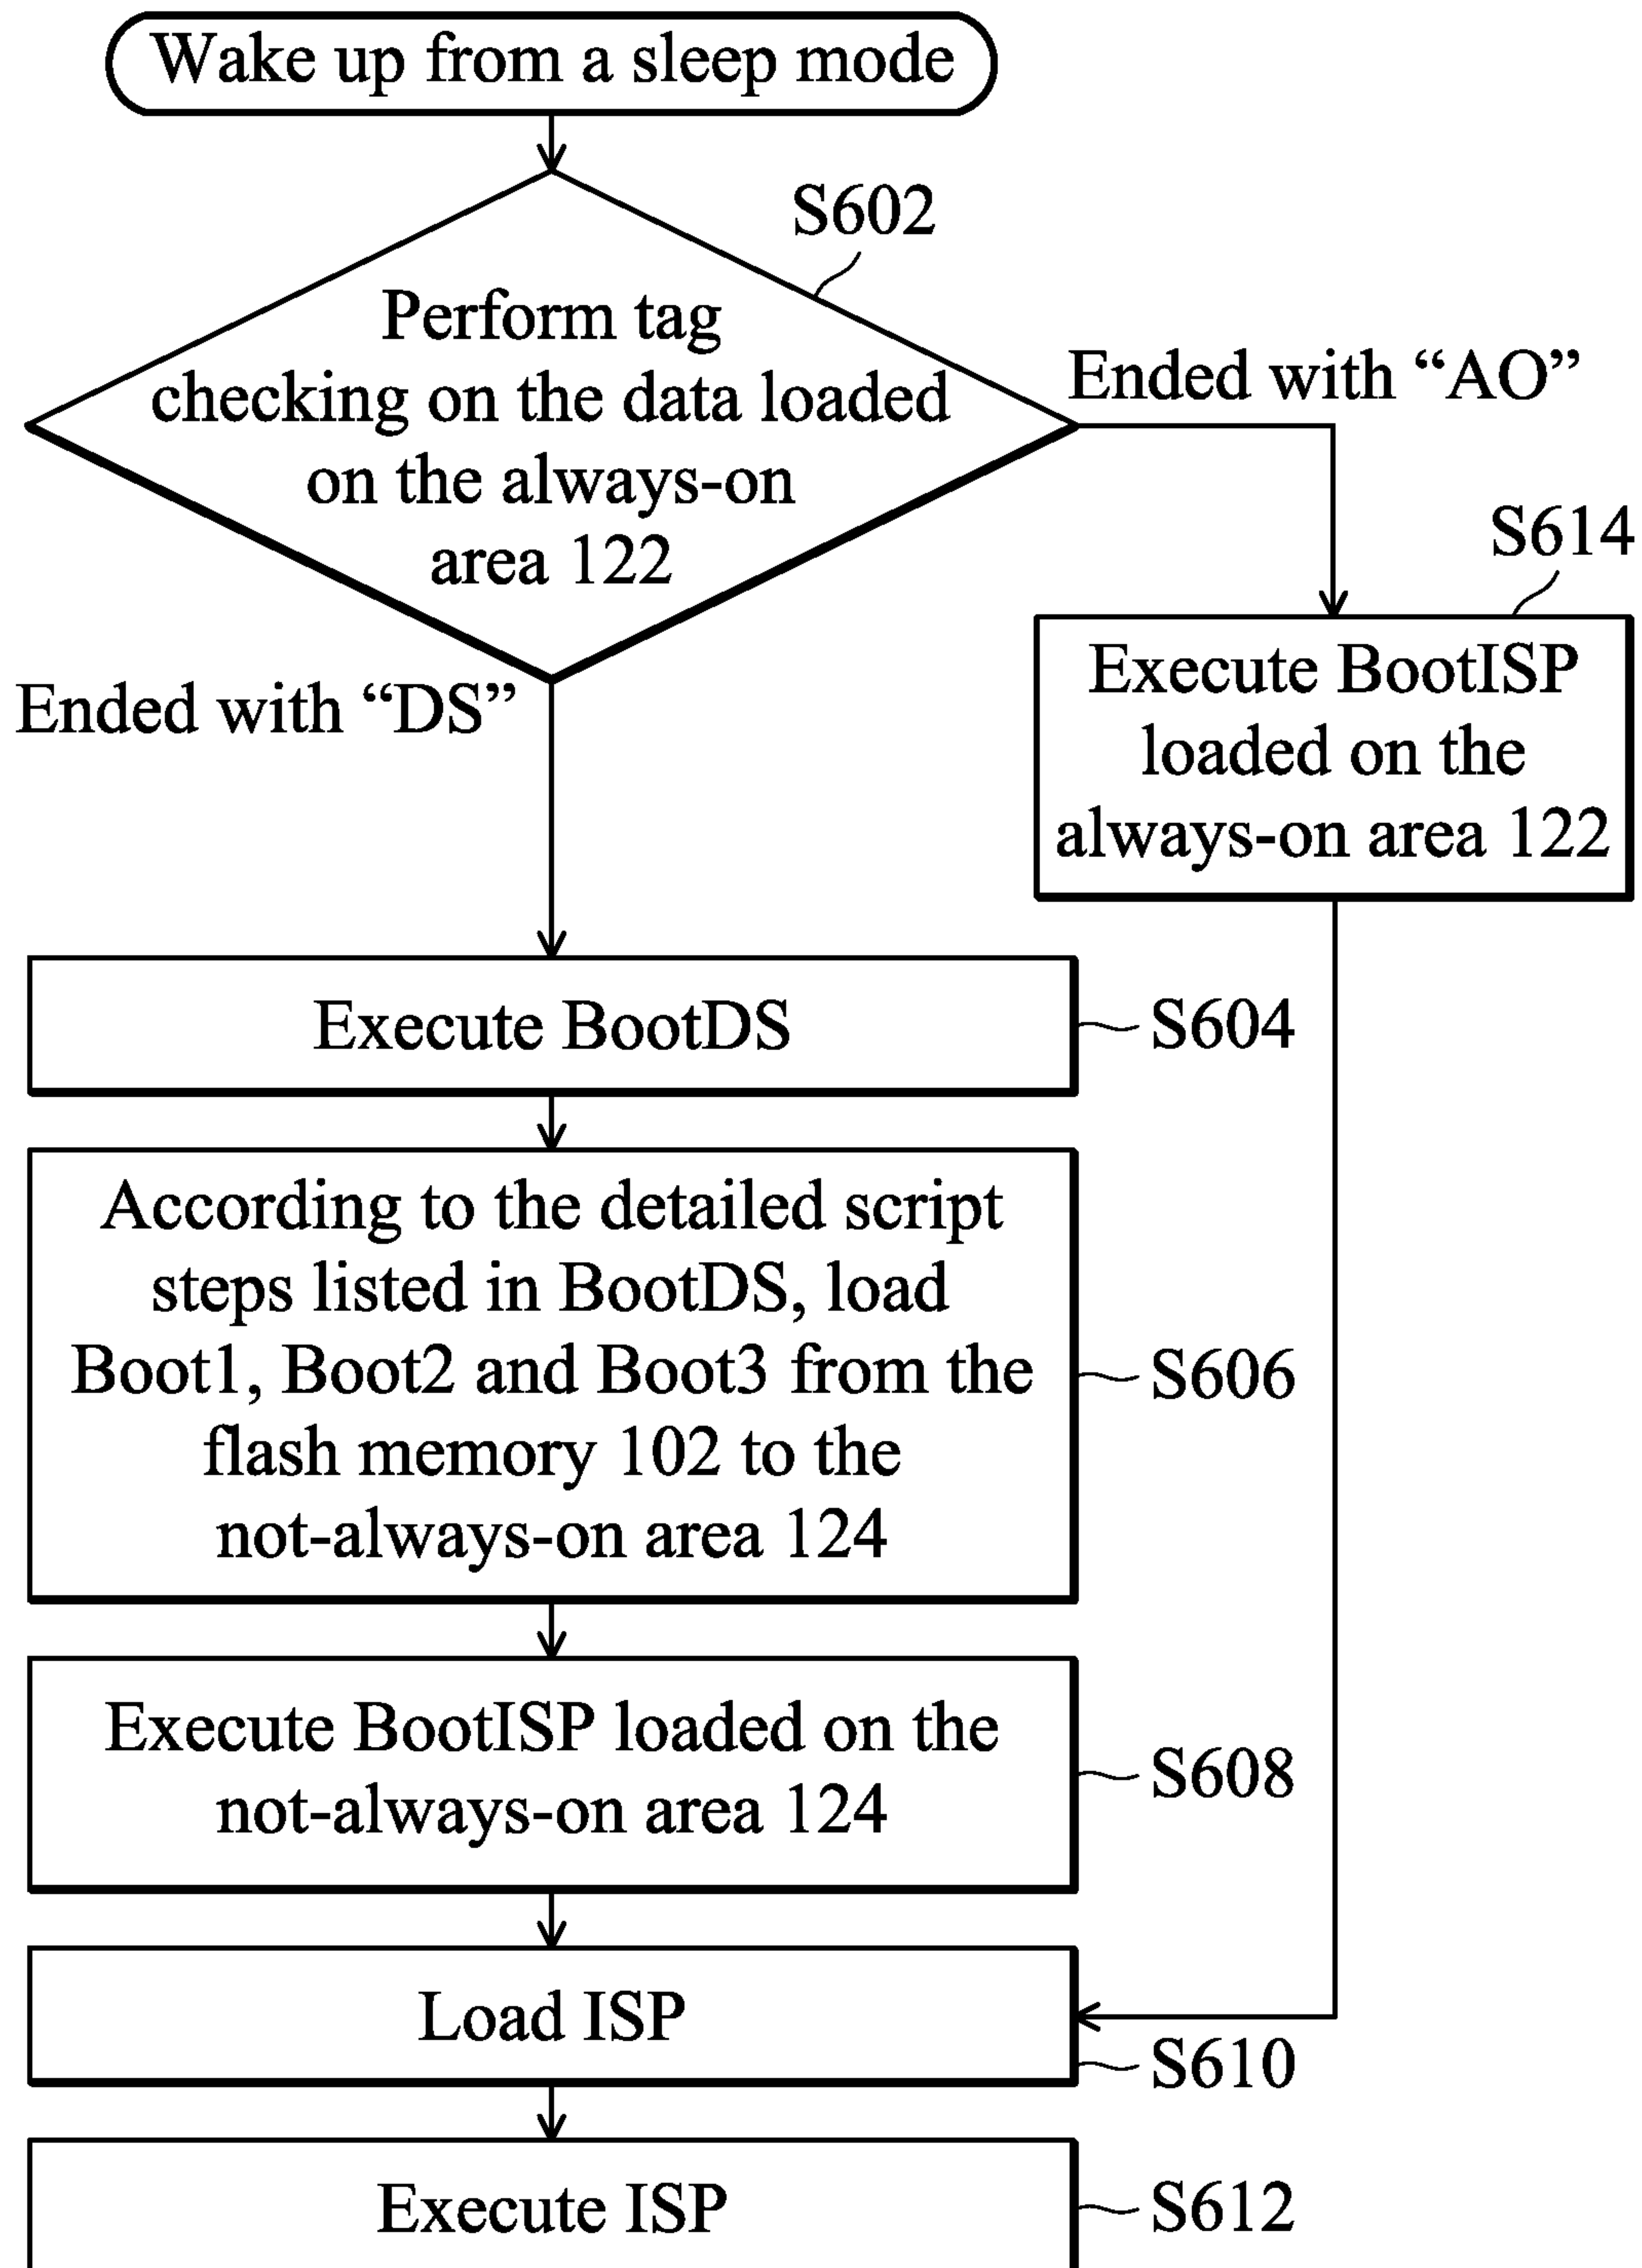 Wake up from a sleep mode
S602
Perform tag
checking on the data loaded
on the always-on
area 122
Ended with “AO”
Ended with “DS”
S614
Execute BootISP
loaded on the
always-on area 122
Execute BootDS
S604
According to the detailed script
steps listed in BootDS, load
Boot1, Boot2 and Boot3 from the
flash memory 102 to the
not-always-on area 124
S606
Execute BootISP loaded on the
not-always-on area 124
S608
Load ISP
S610
Execute ISP
S612